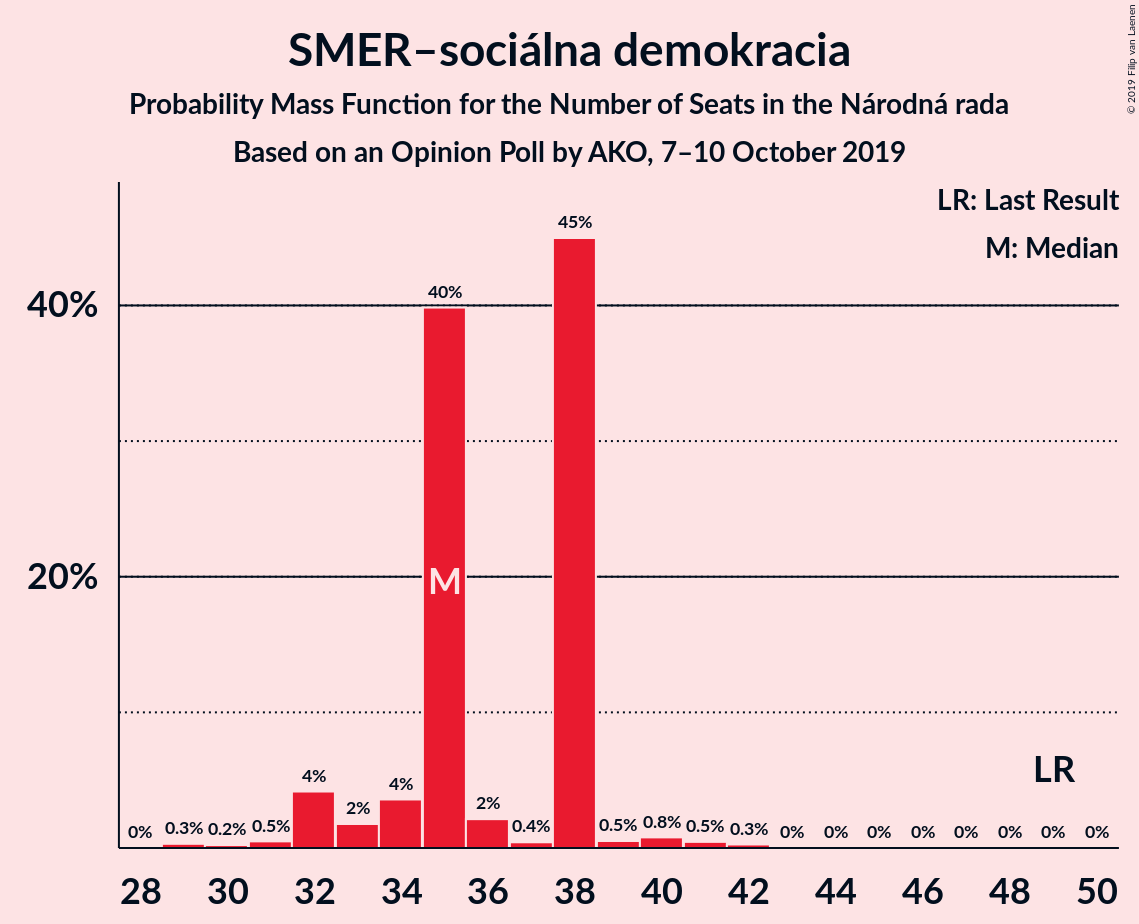 SMER–sociálna demokracia
Probability Mass Function for the Number of Seats in the Národná rada
Based on an Opinion Poll by AKO, 7–10 October 2019
© 2019 Filip van Laenen
LR: Last Result
M: Median
40%
20%
0%
0.3%
0.2%
0.5%
4%
2%
4%
40%
2%
0.4%
45%
0.5%
0.8%
0.5%
0.3%
0%
0%
0%
0%
0%
0%
0%
0%
M
LR
28 30 32 34 36 38 40 42 44 46 48 50